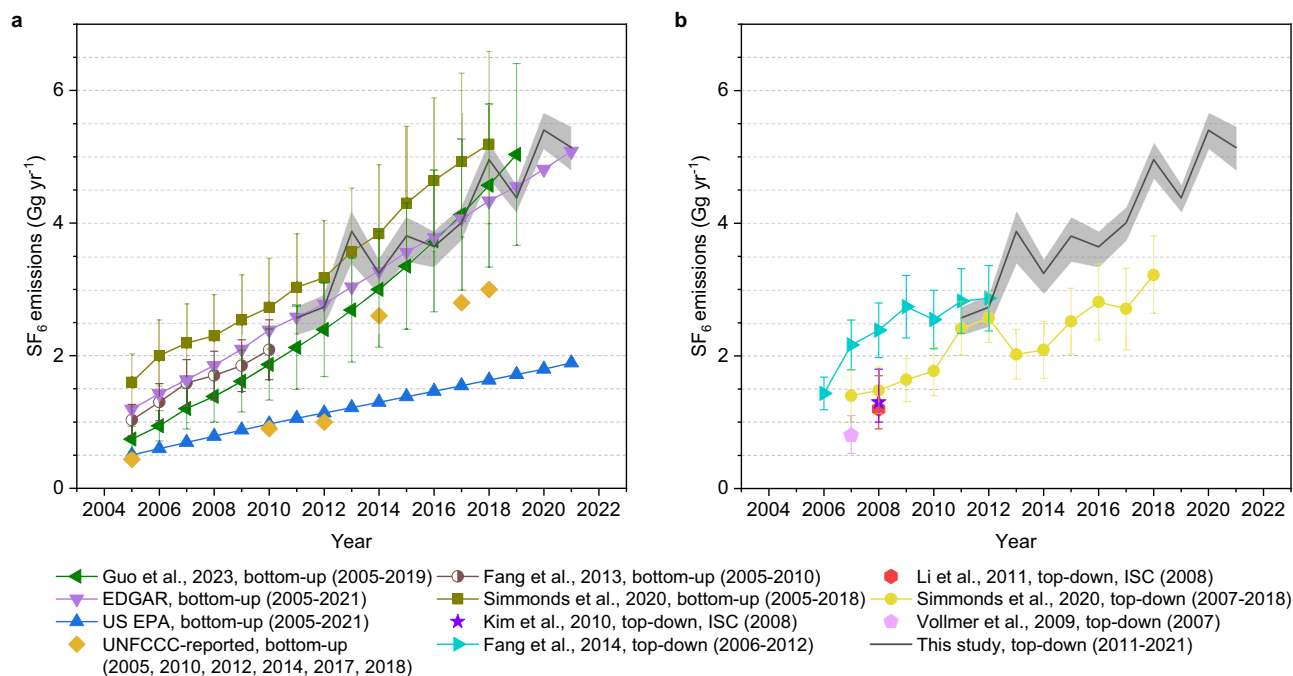 a
b
6
4
2
0
SF6 emissions (Gg yr-1)
2004 2006 2008 2010 2012 2014 2016 2018 2020 2022
Year
6
4
2
0
SF6 emissions (Gg yr-1)
2004 2006 2008 2010 2012 2014 2016 2018 2020 2022
Year
Guo et al., 2023, bottom-up (2005-2019)
EDGAR, bottom-up (2005-2021)
US EPA, bottom-up (2005-2021)
UNFCCC-reported, bottom-up
(2005, 2010, 2012, 2014, 2017, 2018)
Fang et al., 2013, bottom-up (2005-2010)
Simmonds et al., 2020, bottom-up (2005-2018)
Kim et al., 2010, top-down, ISC (2008)
Fang et al., 2014, top-down (2006-2012)
Li et al., 2011, top-down, ISC (2008)
Simmonds et al., 2020, top-down (2007-2018)
Vollmer et al., 2009, top-down (2007)
This study, top-down (2011-2021)